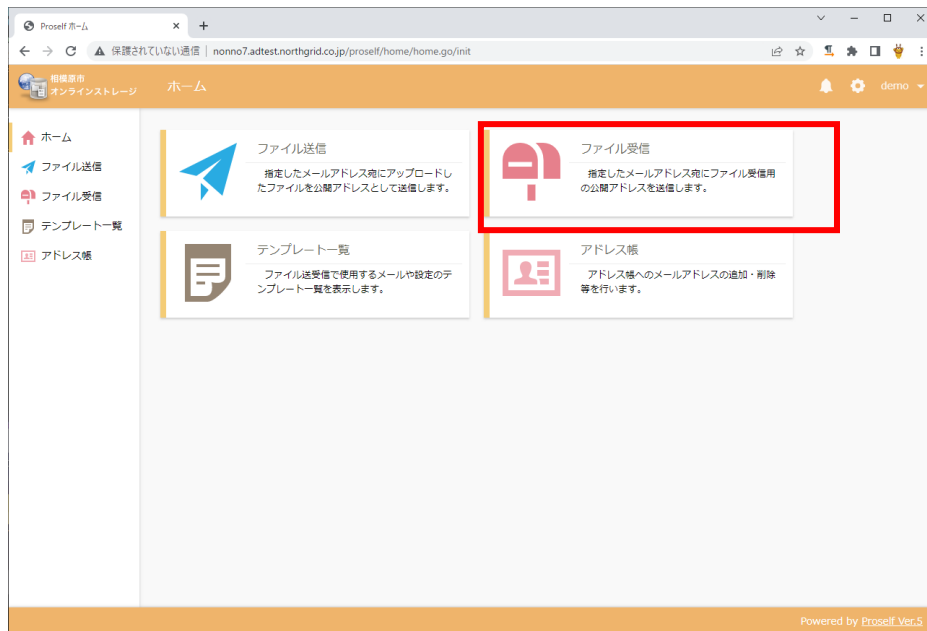 Proself ホーム
保護されていない通信 | nonno7.adtest.northgrid.co.jp/proself/home/home.go/init
相模原市
オンラインストレージ
ホーム
demo
ホーム
ファイル送信
ファイル受信
テンプレート一覧
アドレス帳
ファイル送信
指定したメールアドレス宛にアップロードし
たファイルを公開アドレスとして送信します。
ファイル受信
指定したメールアドレス宛にファイル受信用
の公開アドレスを送信します。
テンプレート一覧
ファイル送受信で使用するメールや設定のテ
ンプレート一覧を表示します。
アドレス帳
アドレス帳へのメールアドレスの追加・削除
等を行います。
Powered by Proself Ver.5